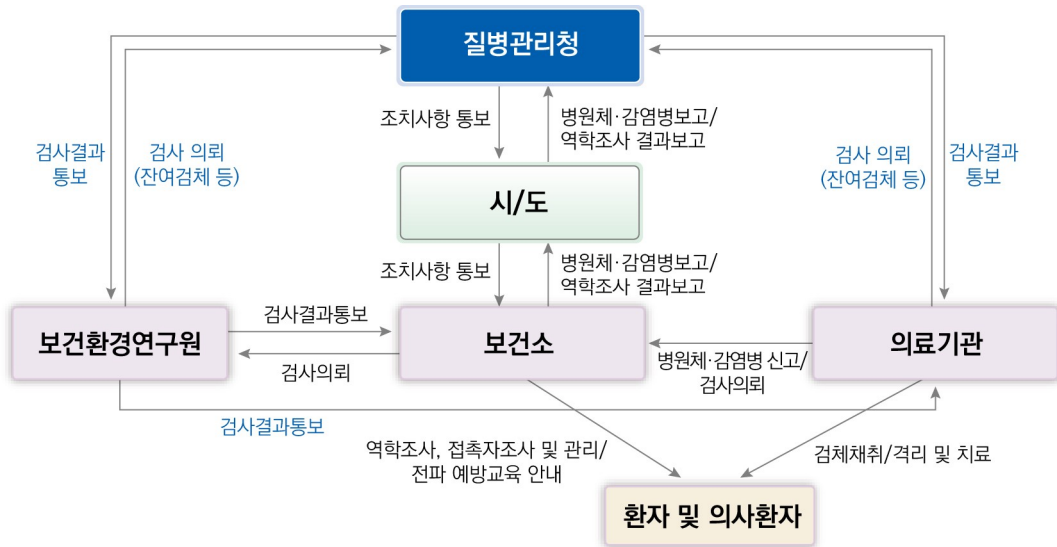 질병관리청
조치사항 통보
병원체·감염병보고/
역학조사 결과보고
검사결과
통보
검사 의뢰
(잔여검체 등)
검사 의뢰
(잔여검체 등)
검사결과
통보
시/도
조치사항 통보
병원체·감염병보고/
역학조사 결과보고
보건환경연구원
검사결과통보
검사의뢰
보건소
병원체·감염병 신고/
검사의뢰
의료기관
검사결과통보
역학조사, 접촉자조사 및 관리/
전파 예방교육 안내
검체채취/격리 및 치료
환자 및 의사환자